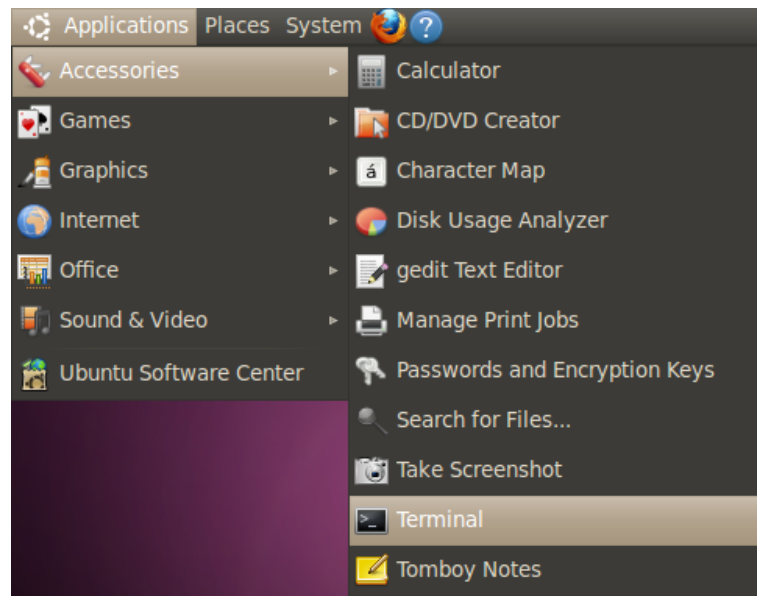 Applications Places System ?
Accessories
Games
Graphics
Internet
Office
Sound & Video
Ubuntu Software Center
Calculator
CD/DVD Creator
á Character Map
Disk Usage Analyzer
gedit Text Editor
Manage Print Jobs
Passwords and Encryption Keys
Search for Files...
Take Screenshot
>_ Terminal
Tomboy Notes